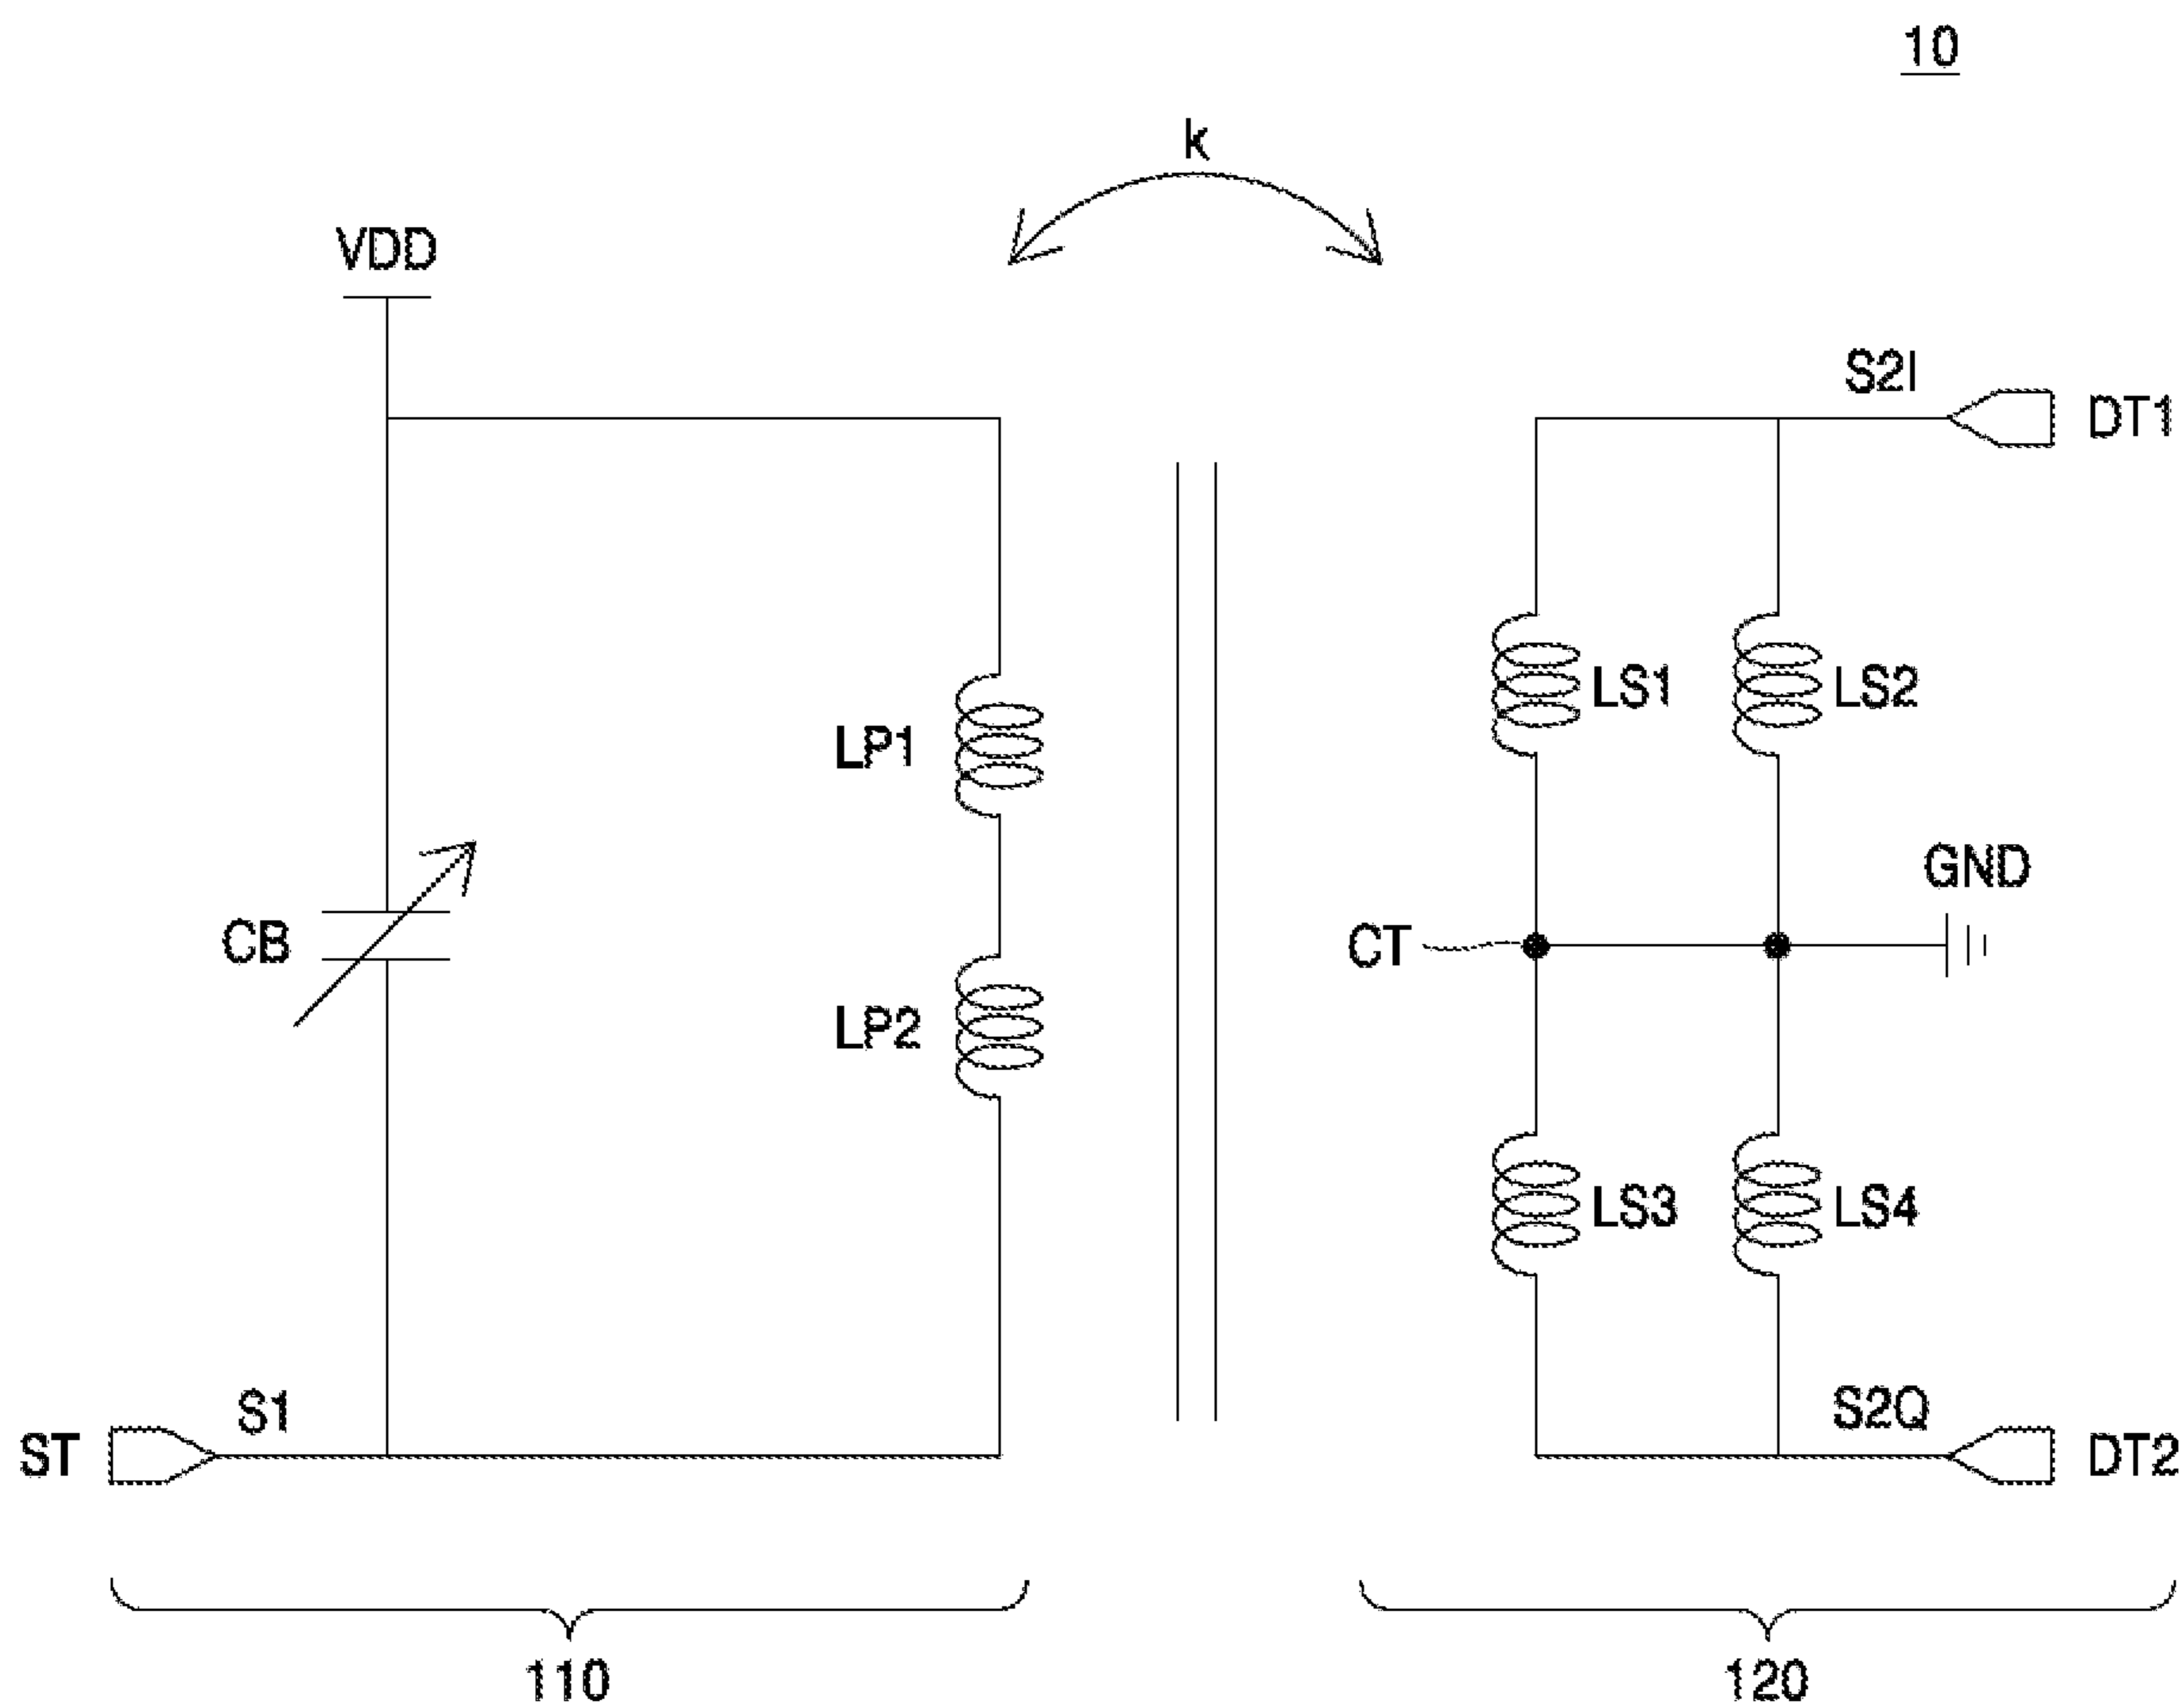 10
k
VDD
S2I
DT1
LP1
LS1
LS2
GND
CB
CT
LP2
LS3
LS4
S1
S2Q
ST
DT2
110
120